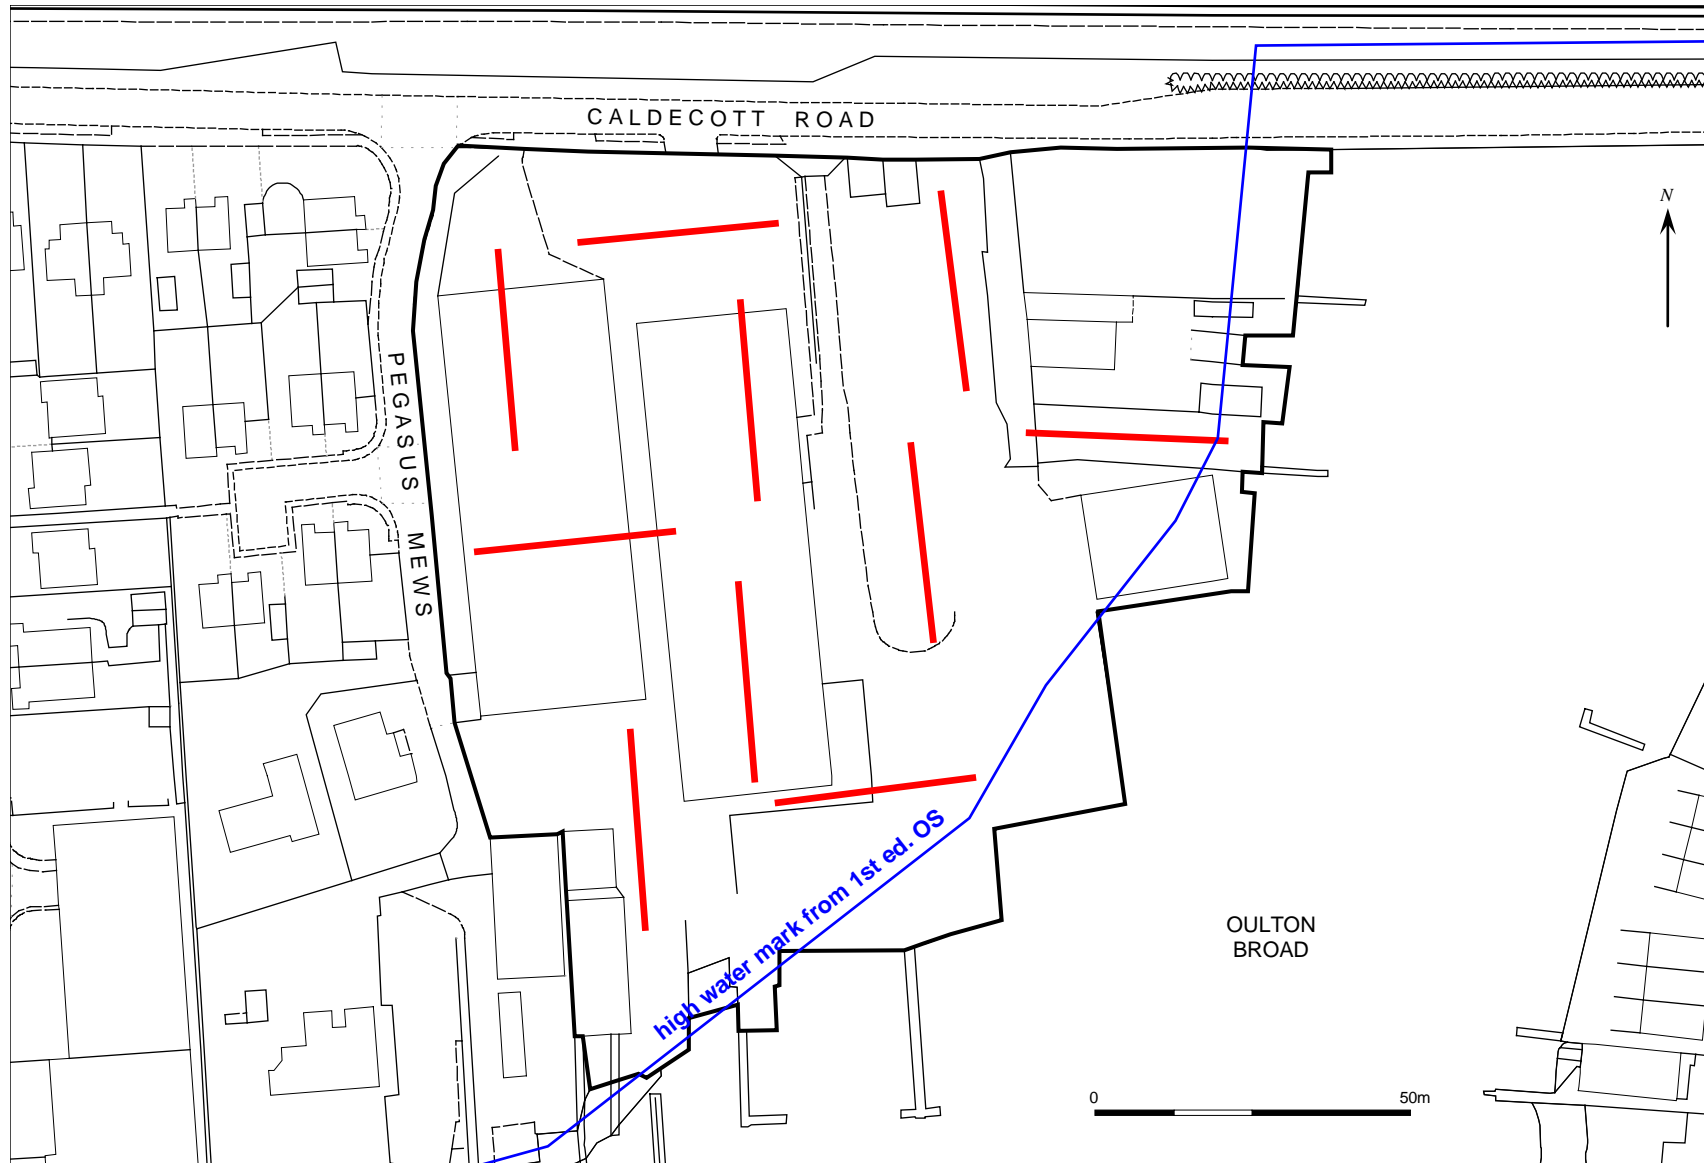 CALDECOTT ROAD
N
PEGASUS MEWS
high water mark from 1st ed. OS
OULTON
BROAD
0 50m